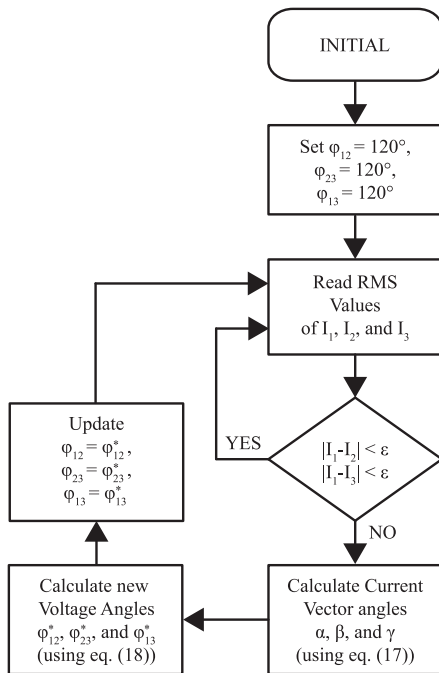 INITIAL
Set φ₁₂ = 120°,
φ₂₃ = 120°,
φ₁₃ = 120°
Read RMS
Values
of I₁, I₂, and I₃
YES
|I₁-I₂| < ε
|I₁-I₃| < ε
NO
Update
φ₁₂ = φ*₁₂,
φ₂₃ = φ*₂₃,
φ₁₃ = φ*₁₃
Calculate new
Voltage Angles
φ*₁₂, φ*₂₃, and φ*₁₃
(using eq. (18))
Calculate Current
Vector angles
α, β, and γ
(using eq. (17))